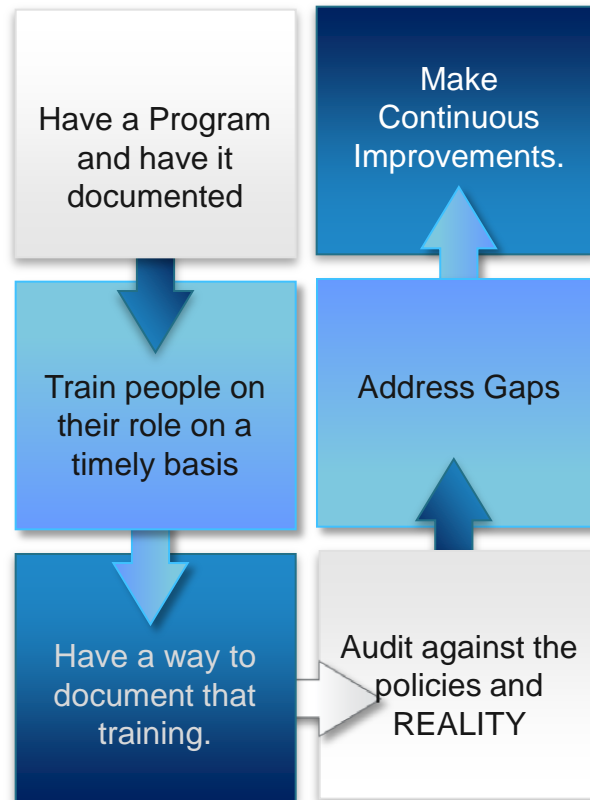 Have a Program
and have it
documented
Train people on
their role on a
timely basis
Have a way to
document that
training.
Audit against the
policies and
REALITY
Address Gaps
Make
Continuous
Improvements.